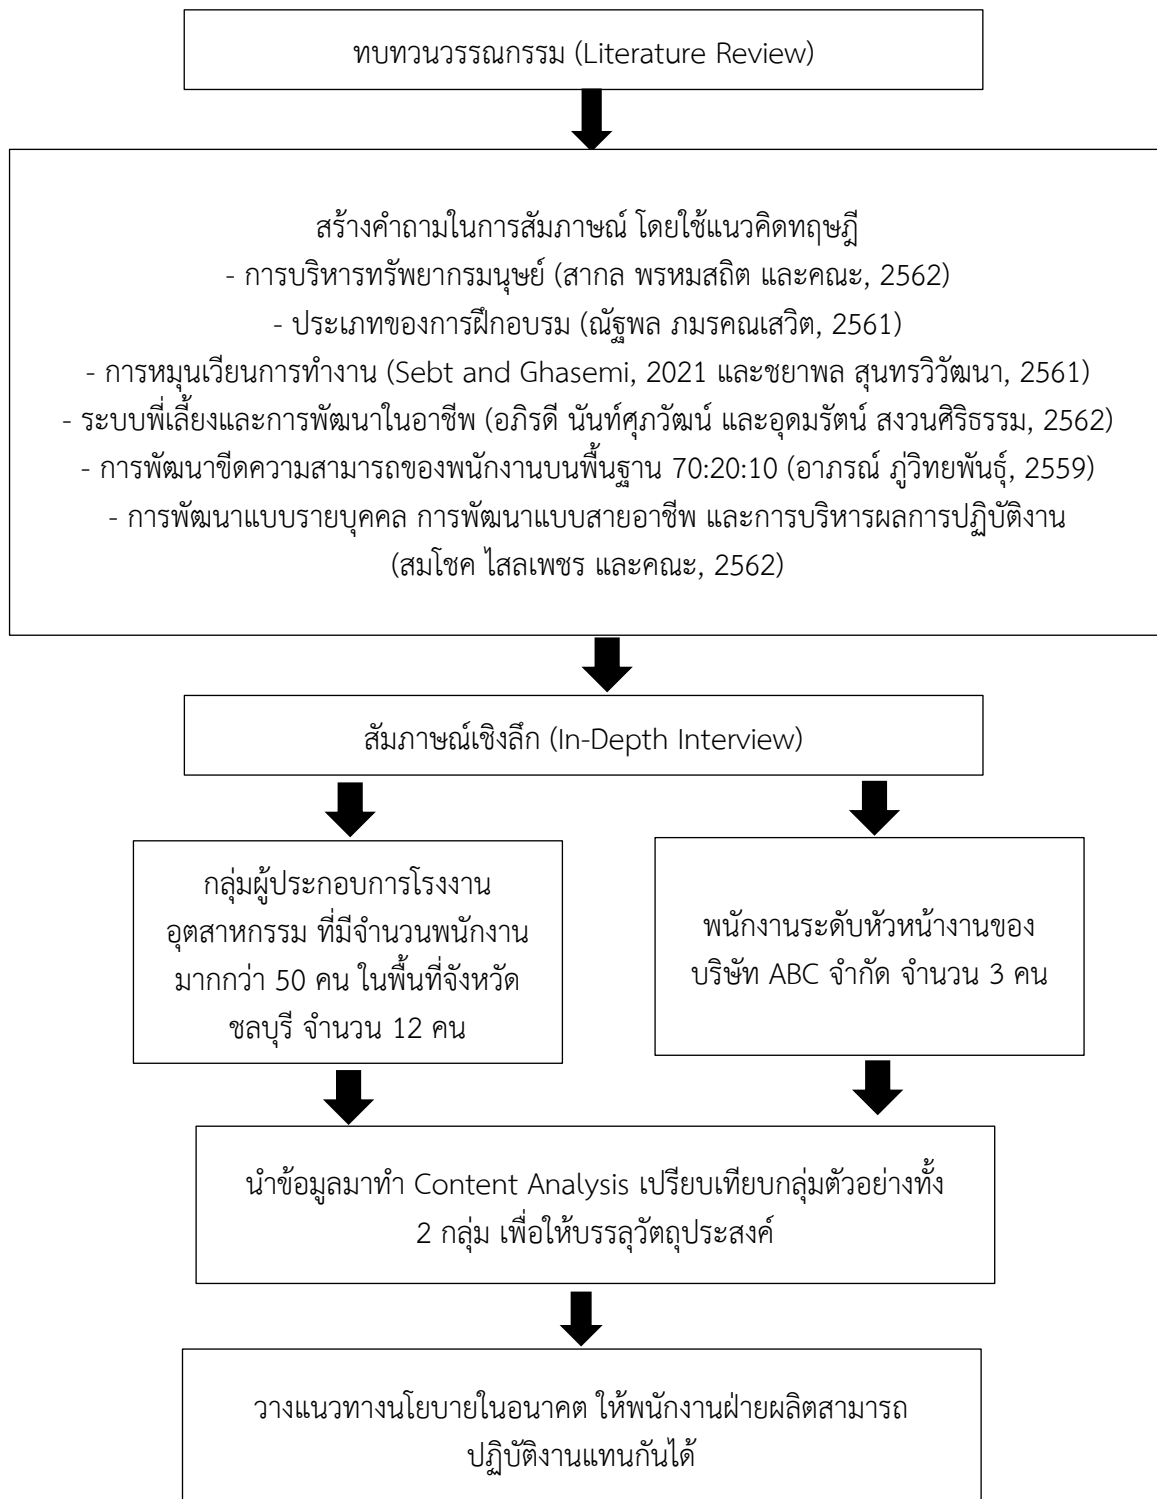 ทบทวนวรรณกรรม (Literature Review)
สร้างคำถามในการสัมภาษณ์ โดยใช้แนวคิดทฤษฎี
- การบริหารทรัพยากรมนุษย์ (สากล พรหมสถิต และคณะ, 2562)
- ประเภทของการฝึกอบรม (ณัฐพล ภมรคณเสวิต, 2561)
- การหมุนเวียนการทำงาน (Sebt and Ghasemi, 2021 และชยาพล สุนทรวิวัฒนา, 2561)
- ระบบพี่เลี้ยงและการพัฒนาในอาชีพ (อภิรดี นันท์ศุภวัฒน์ และอุดมรัตน์ สงวนศิริธรรม, 2562)
- การพัฒนาขีดความสามารถของพนักงานบนพื้นฐาน 70:20:10 (อาภรณ์ ภู่วิทยพันธุ์, 2559)
- การพัฒนาแบบรายบุคคล การพัฒนาแบบสายอาชีพ และการบริหารผลการปฏิบัติงาน
(สมโชค ไสลเพชร และคณะ, 2562)
สัมภาษณ์เชิงลึก (In-Depth Interview)
กลุ่มผู้ประกอบการโรงงาน
อุตสาหกรรม ที่มีจำนวนพนักงาน
มากกว่า 50 คน ในพื้นที่จังหวัด
ชลบุรี จำนวน 12 คน
พนักงานระดับหัวหน้างานของ
บริษัท ABC จำกัด จำนวน 3 คน
นำข้อมูลมาทำ Content Analysis เปรียบเทียบกลุ่มตัวอย่างทั้ง
2 กลุ่ม เพื่อให้บรรลุวัตถุประสงค์
วางแนวทางนโยบายในอนาคต ให้พนักงานฝ่ายผลิตสามารถ
ปฏิบัติงานแทนกันได้